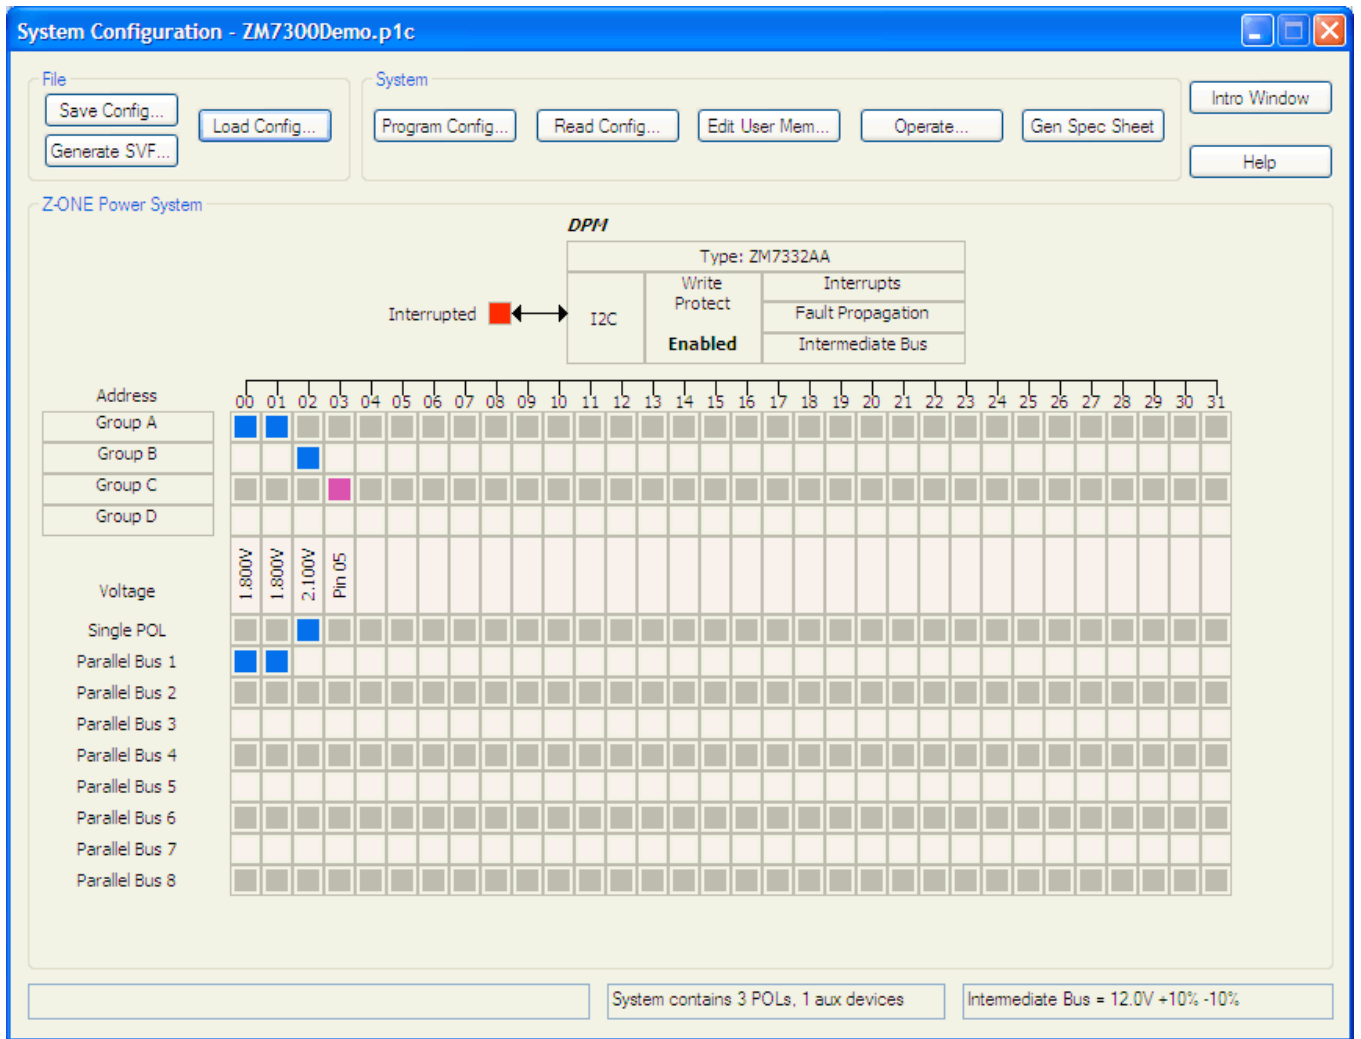 System Configuration - ZM7300Demo.p1c
File
Save Config...
Load Config...
Generate SVF...
System
Program Config...
Read Config...
Edit User Mem...
Operate...
Gen Spec Sheet
Intro Window
Help
Z-ONE Power System
DPM
Type: ZM7332AA
Interrupted
I2C
Write
Protect
Enabled
Interrupts
Fault Propagation
Intermediate Bus
Address 00 01 02 03 04 05 06 07 08 09 10 11 12 13 14 15 16 17 18 19 20 21 22 23 24 25 26 27 28 29 30 31
Group A
Group B
Group C
Group D
Voltage 1.800V 1.800V 2.100V Pin 05
Single POL
Parallel Bus 1
Parallel Bus 2
Parallel Bus 3
Parallel Bus 4
Parallel Bus 5
Parallel Bus 6
Parallel Bus 7
Parallel Bus 8
System contains 3 POLs, 1 aux devices
Intermediate Bus = 12.0V +10% -10%